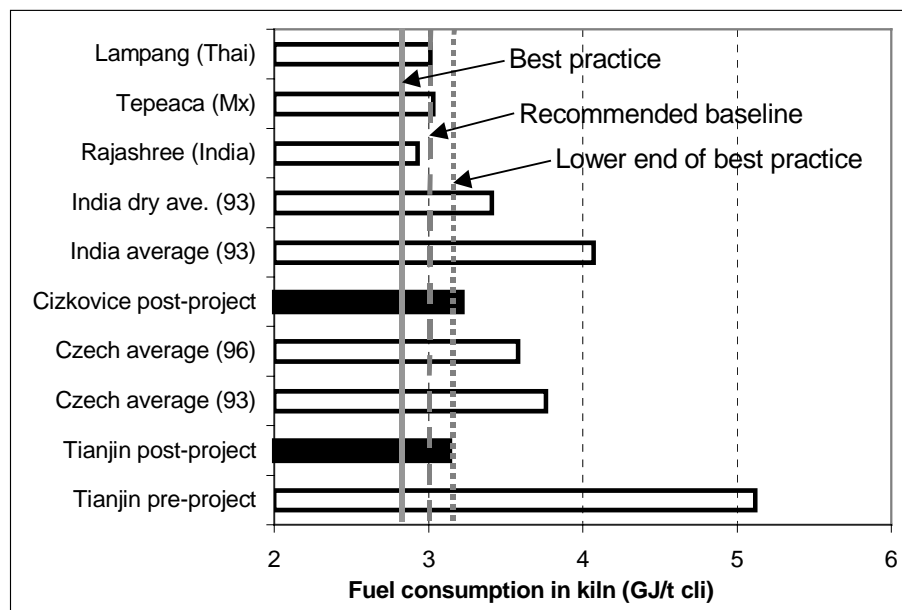 Lampang (Thai)
Best practice
Tepeaca (Mx)
Recommended baseline
Rajashree (India)
Lower end of best practice
India dry ave. (93)
India average (93)
Cizkovice post-project
Czech average (96)
Czech average (93)
Tianjin post-project
Tianjin pre-project
2 3 4 5 6
Fuel consumption in kiln (GJ/t cli)